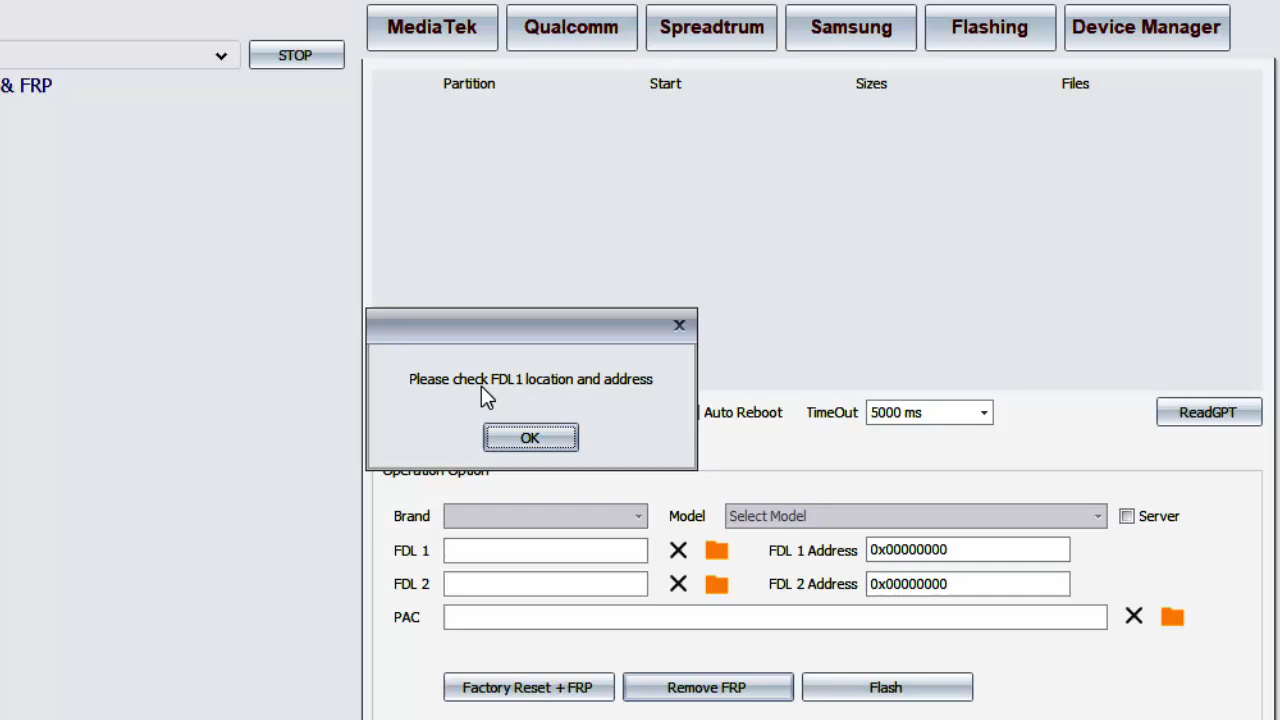 MediaTek Qualcomm Spreadtrum Samsung Flashing Device Manager
STOP
& FRP
Partition Start Sizes Files
X
Please check FDL1 location and address
OK
Auto Reboot TimeOut 5000 ms ReadGPT
Operation Option
Brand Model Select Model Server
FDL 1 FDL 1 Address 0x00000000
FDL 2 FDL 2 Address 0x00000000
PAC
Factory Reset + FRP Remove FRP Flash